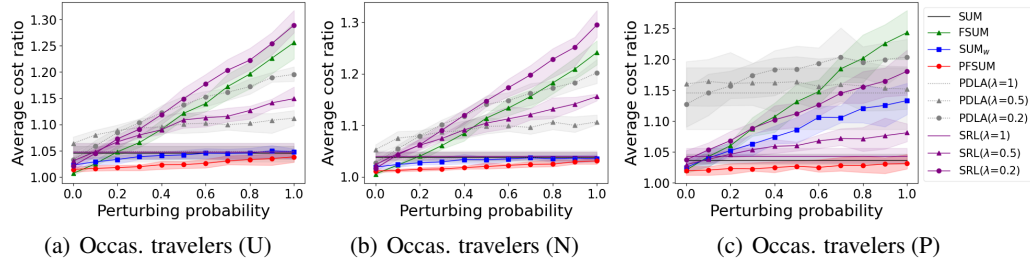 1.30
1.25
1.20
1.15
1.10
1.05
1.00
Average cost ratio
0.0 0.2 0.4 0.6 0.8 1.0
Perturbing probability
(a) Occas. travelers (U)
1.3
1.2
1.1
1.0
Average cost ratio
0.0 0.2 0.4 0.6 0.8 1.0
Perturbing probability
(b) Occas. travelers (N)
1.25
1.20
1.15
1.10
1.05
1.00
Average cost ratio
0.0 0.2 0.4 0.6 0.8 1.0
Perturbing probability
(c) Occas. travelers (P)
SUM
FSUM
SUM_w
PFSUM
PDLA(λ=1)
PDLA(λ=0.5)
PDLA(λ=0.2)
SRL(λ=1)
SRL(λ=0.5)
SRL(λ=0.2)